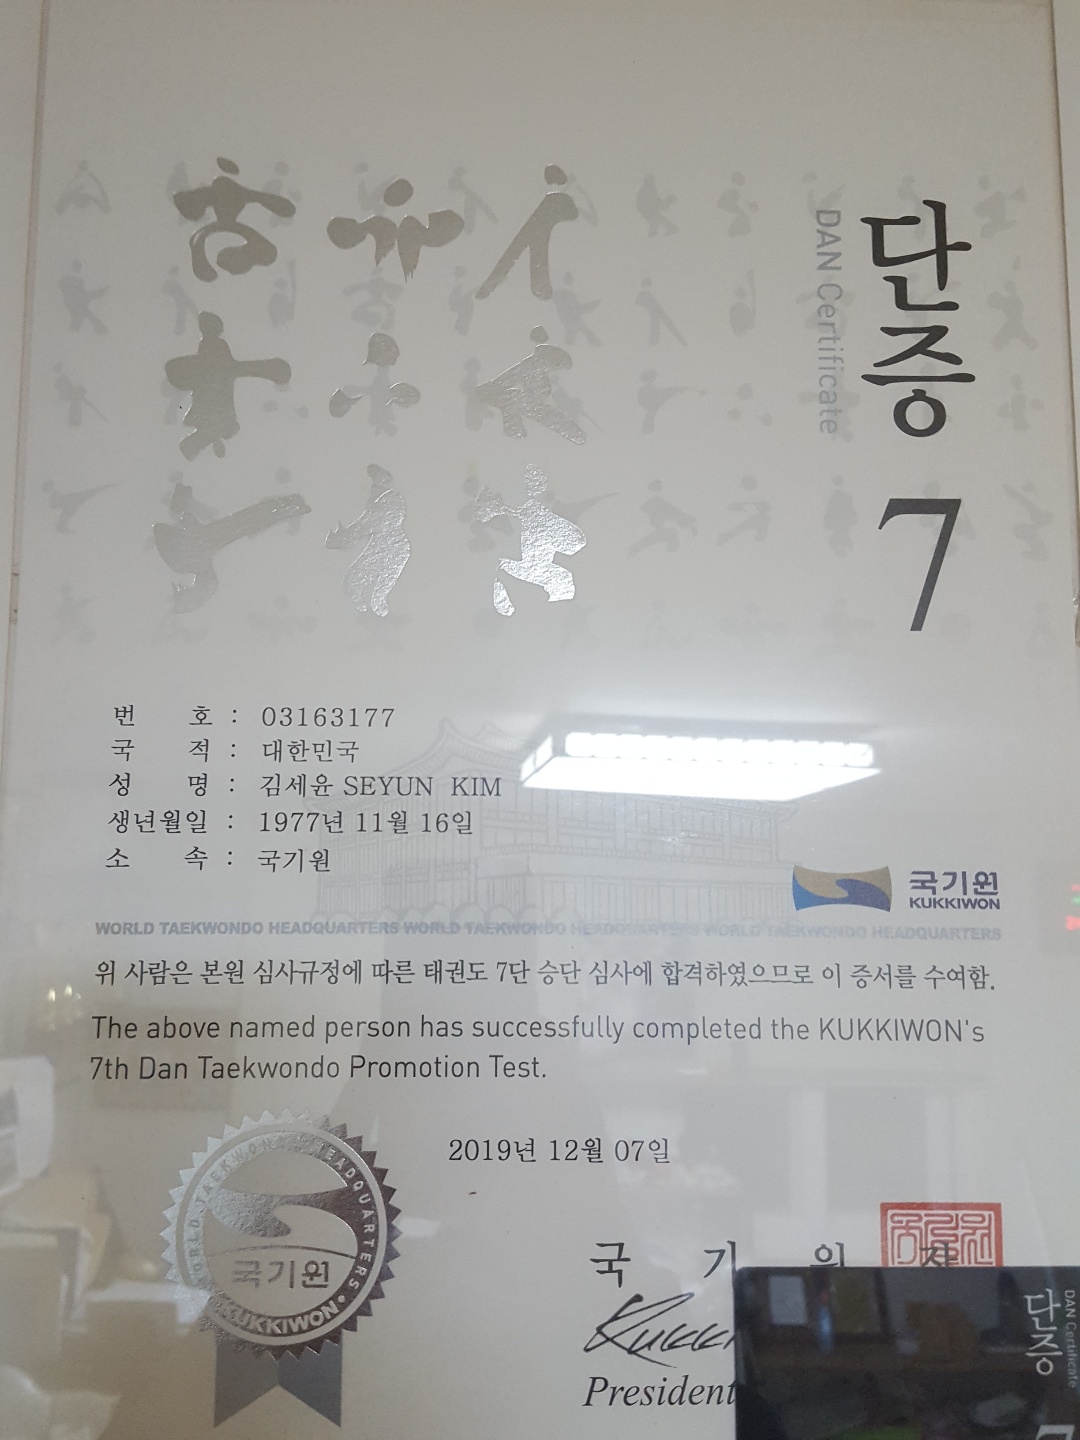 단증
DAN Certificate
7
번 호 : 03163177
국 적 : 대한민국
성 명 : 김세윤 SEYUN KIM
생년월일 : 1977년 11월 16일
소 속 : 국기원
국기원
KUKKIWON
WORLD TAEKWONDO HEADQUARTERS WORLD TAEKWONDO HEADQUARTERS WORLD TAEKWONDO HEADQUARTERS
위 사람은 본원 심사규정에 따른 태권도 7단 승단 심사에 합격하였으므로 이 증서를 수여함.
The above named person has successfully completed the KUKKIWON's
7th Dan Taekwondo Promotion Test.
2019년 12월 07일
WORLD TAEKWONDO HEADQUARTERS
국기원
KUKKIWON
국 기 원
President
단증
DAN Certificate
7